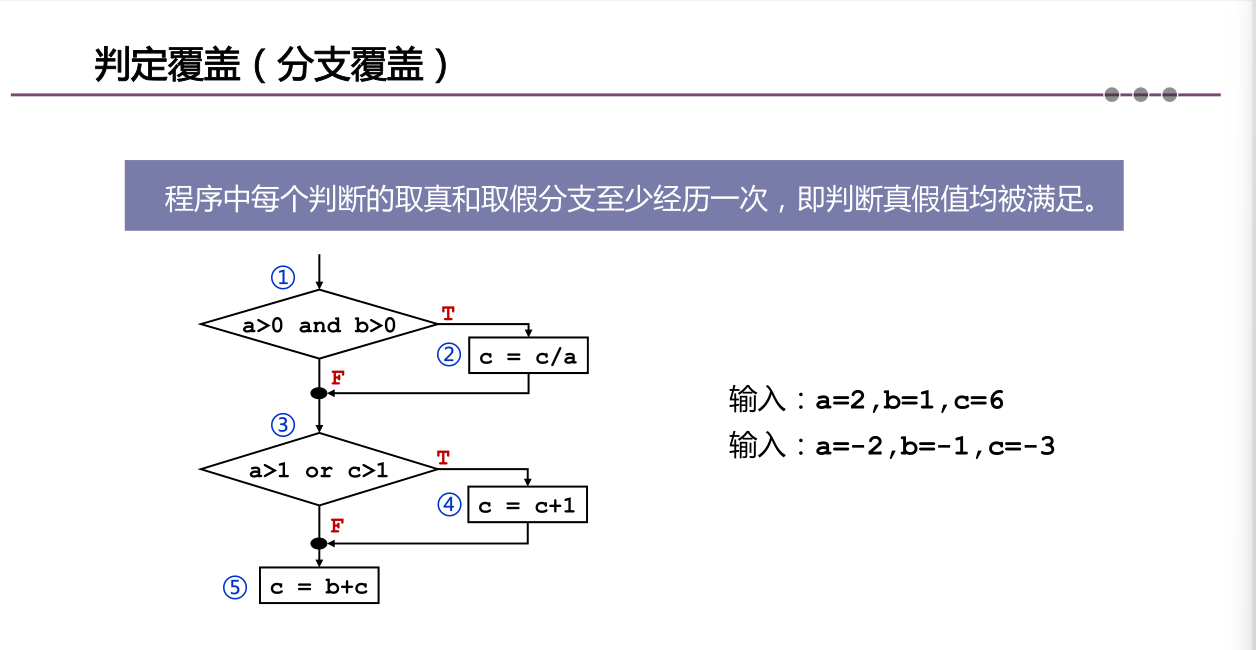 判定覆盖（分支覆盖）
程序中每个判断的取真和取假分支至少经历一次，即判断真假值均被满足。
①
a>0 and b>0
T
② c = c/a
F
③
a>1 or c>1
T
④ c = c+1
F
⑤ c = b+c
输入：a=2,b=1,c=6
输入：a=-2,b=-1,c=-3